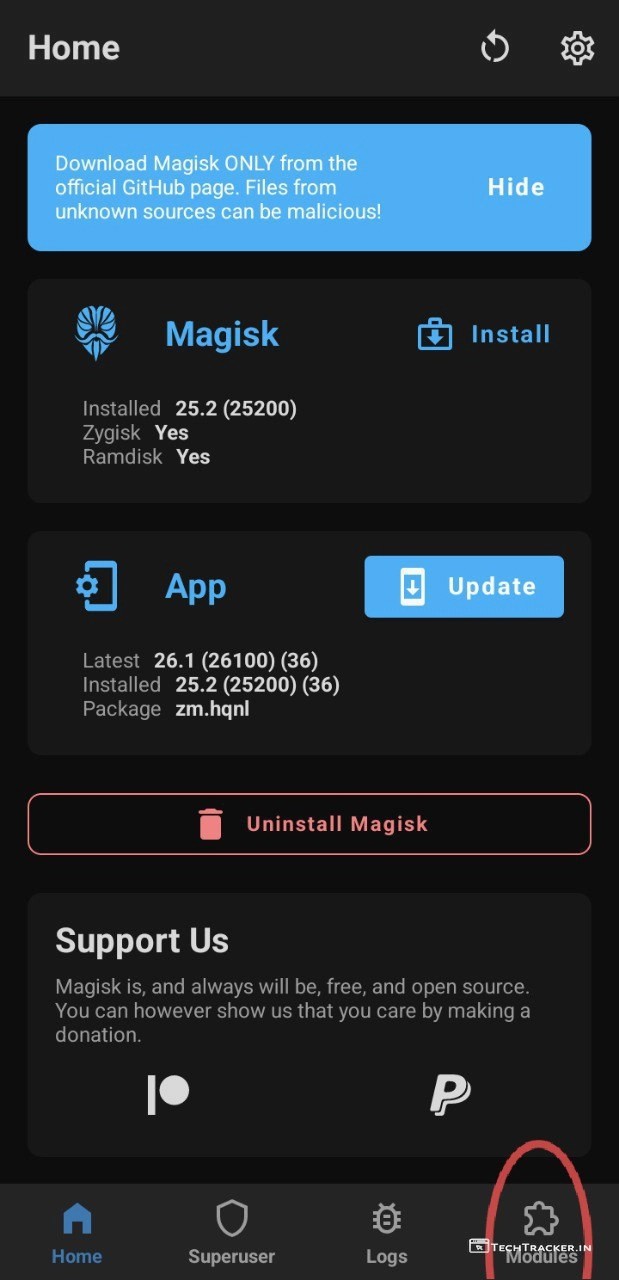 Home
Download Magisk ONLY from the
official GitHub page. Files from
unknown sources can be malicious!
Hide
Magisk
Install
Installed 25.2 (25200)
Zygisk Yes
Ramdisk Yes
App
Update
Latest 26.1 (26100) (36)
Installed 25.2 (25200) (36)
Package zm.hqnl
Uninstall Magisk
Support Us
Magisk is, and always will be, free, and open source.
You can however show us that you care by making a
donation.
Home
Superuser
Logs
Modules
TECHTRACKER.IN